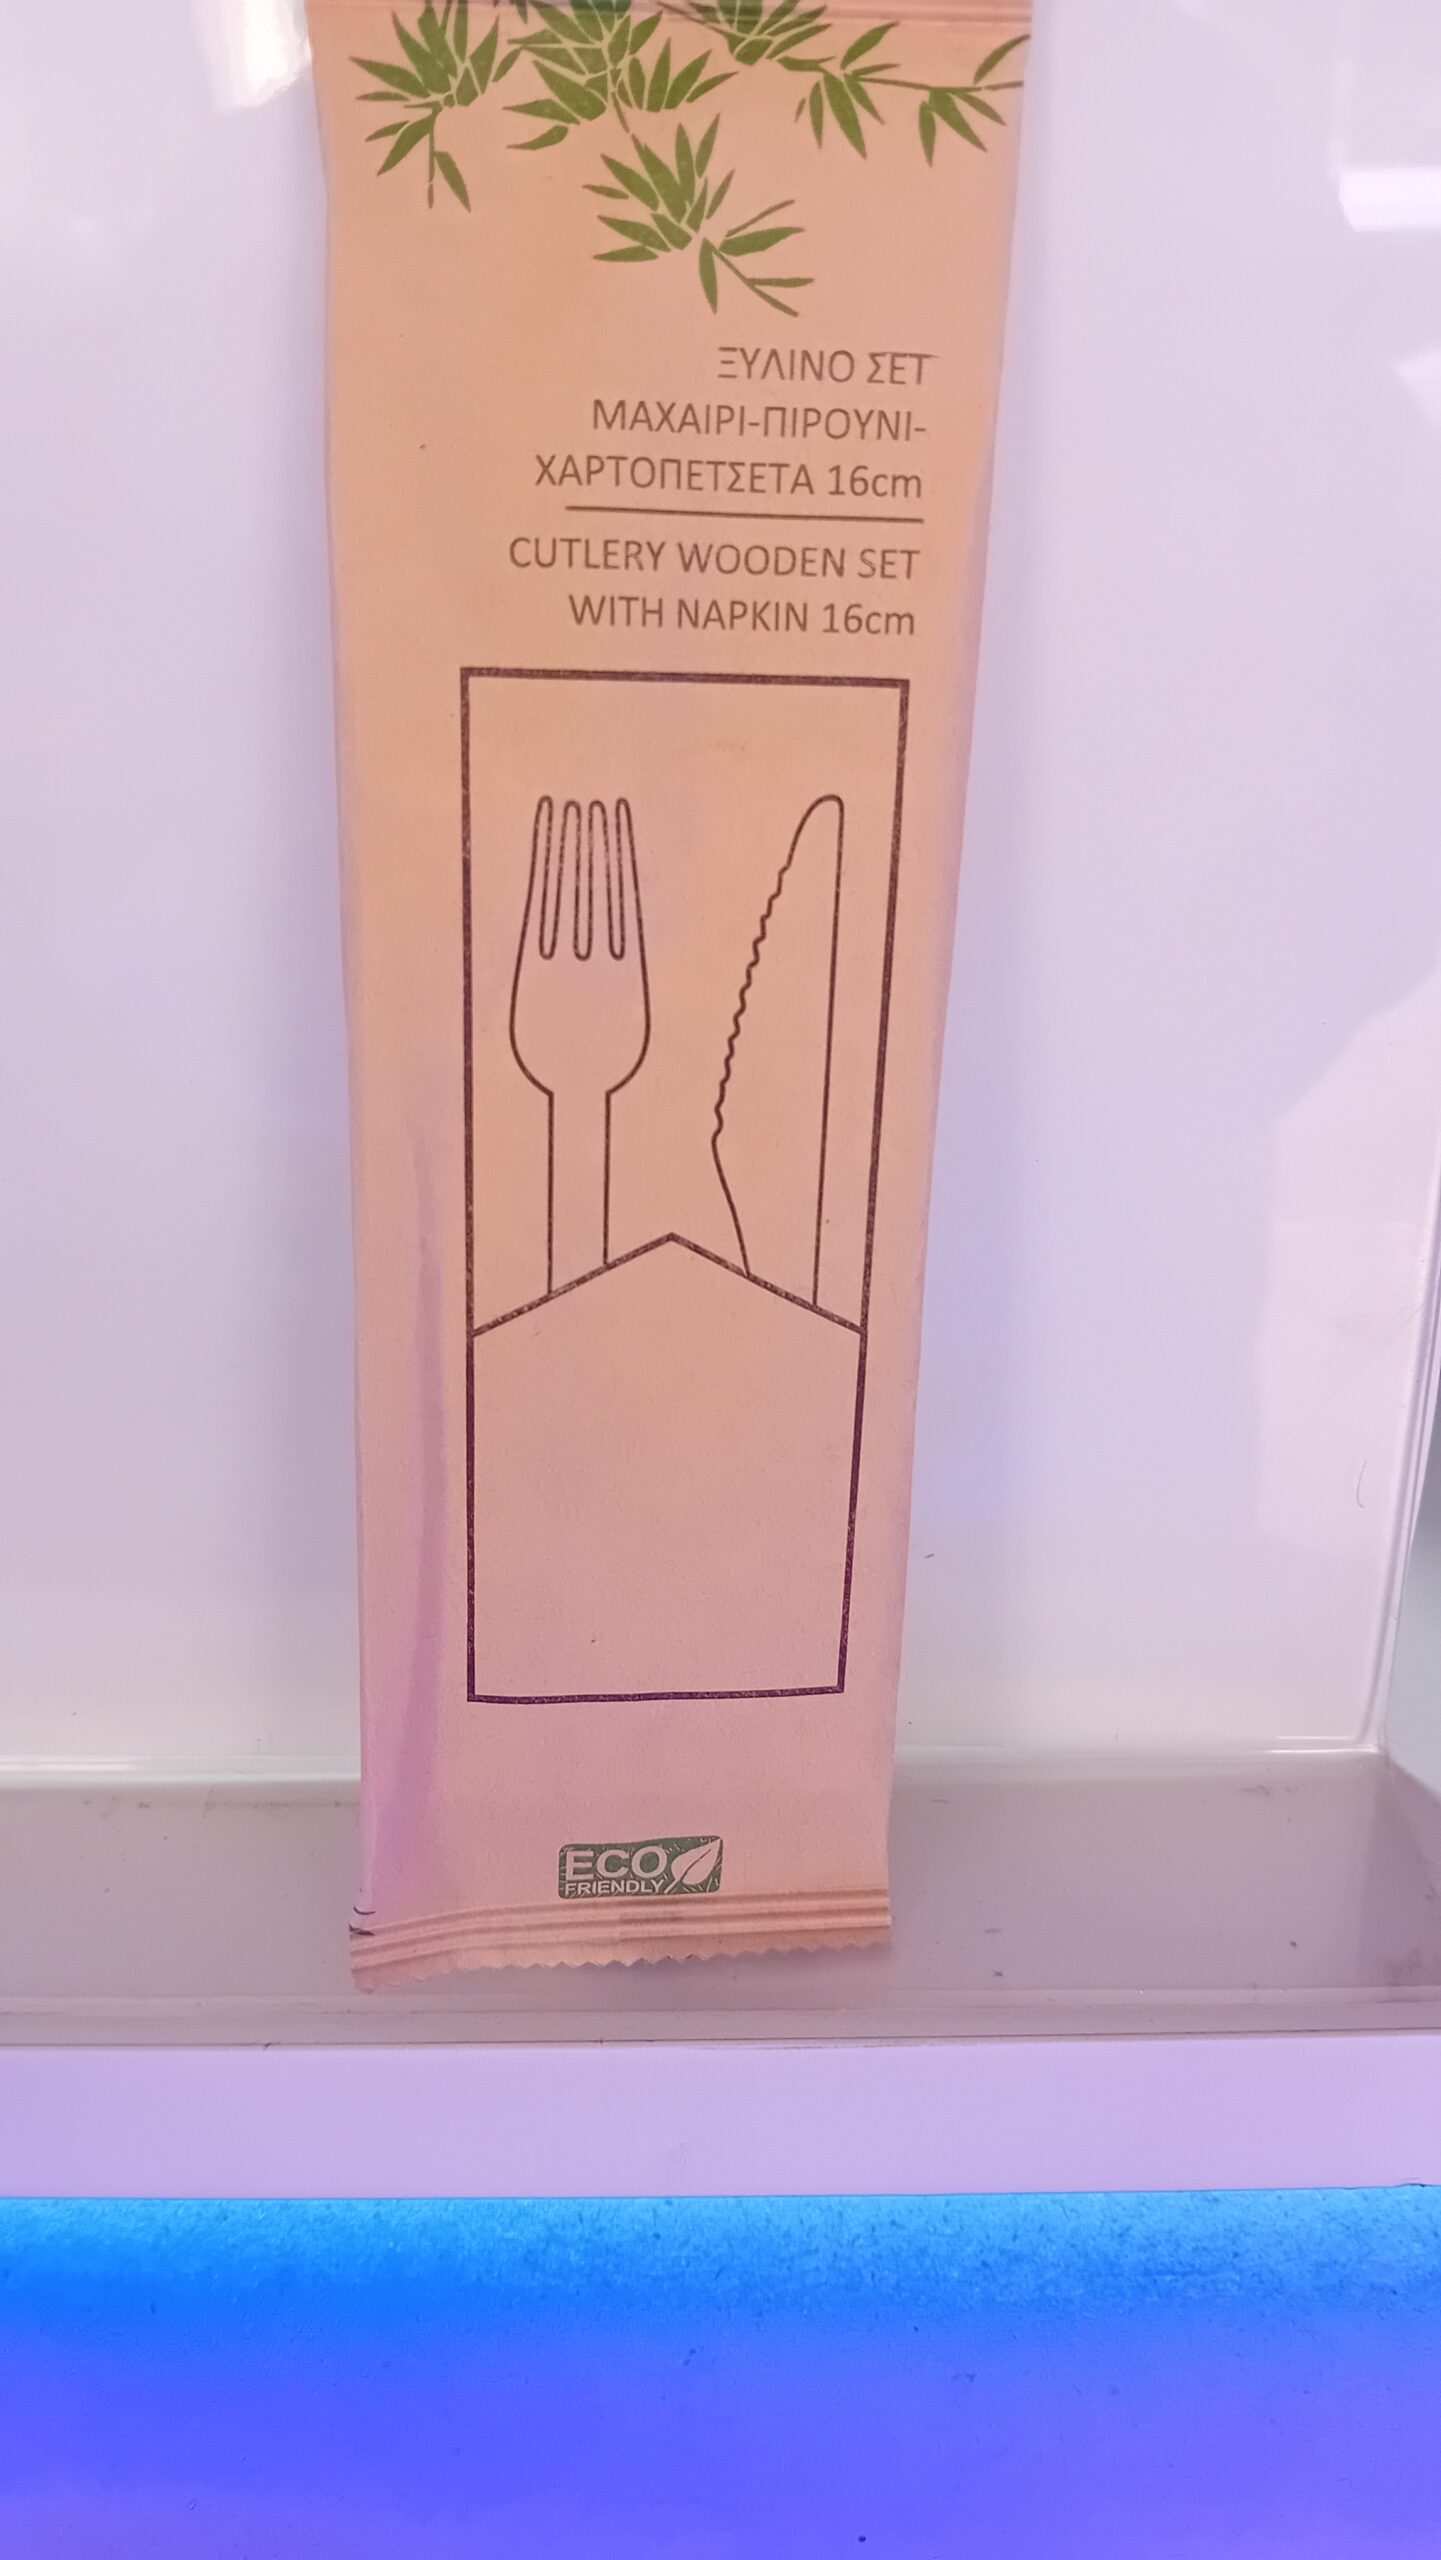 ΞΥΛΙΝΟ ΣΕΤ
ΜΑΧΑΙΡΙ-ΠΙΡΟΥΝΙ-
ΧΑΡΤΟΠΕΤΣΕΤΑ 16cm
CUTLERY WOODEN SET
WITH NAPKIN 16cm
ECO
FRIENDLY